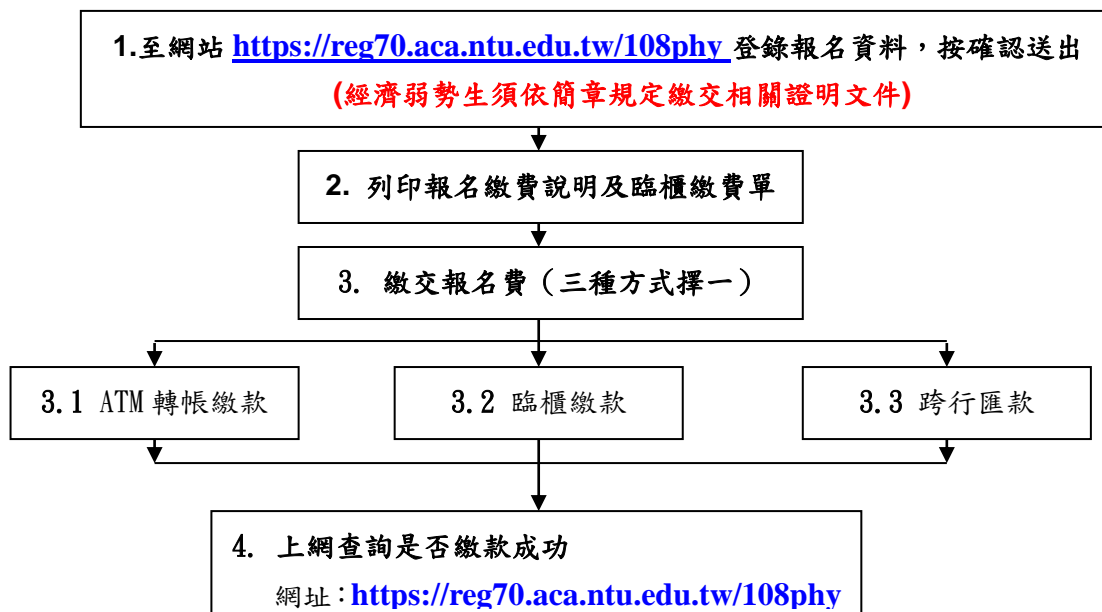 1.至網站 https://reg70.aca.ntu.edu.tw/108phy 登錄報名資料，按確認送出
(經濟弱勢生須依簡章規定繳交相關證明文件)
2. 列印報名繳費說明及臨櫃繳費單
3. 繳交報名費（三種方式擇一）
3.1 ATM 轉帳繳款
3.2 臨櫃繳款
3.3 跨行匯款
4. 上網查詢是否繳款成功
網址：https://reg70.aca.ntu.edu.tw/108phy